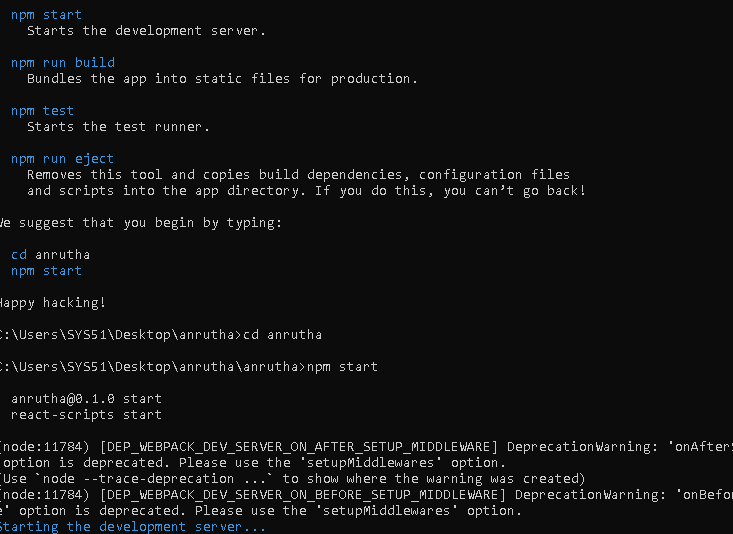 npm start
Starts the development server.
npm run build
Bundles the app into static files for production.
npm test
Starts the test runner.
npm run eject
Removes this tool and copies build dependencies, configuration files
and scripts into the app directory. If you do this, you can't go back!
We suggest that you begin by typing:
cd anrutha
npm start
Happy hacking!
C:\Users\SYS51\Desktop\anrutha>cd anrutha
C:\Users\SYS51\Desktop\anrutha\anrutha>npm start
anrutha@0.1.0 start
react-scripts start
(node:11784) [DEP_WEBPACK_DEV_SERVER_ON_AFTER_SETUP_MIDDLEWARE] DeprecationWarning: 'onAfterS
option is deprecated. Please use the 'setupMiddlewares' option.
(Use `node --trace-deprecation ...` to show where the warning was created)
(node:11784) [DEP_WEBPACK_DEV_SERVER_ON_BEFORE_SETUP_MIDDLEWARE] DeprecationWarning: 'onBefo
e' option is deprecated. Please use the 'setupMiddlewares' option.
Starting the development server...